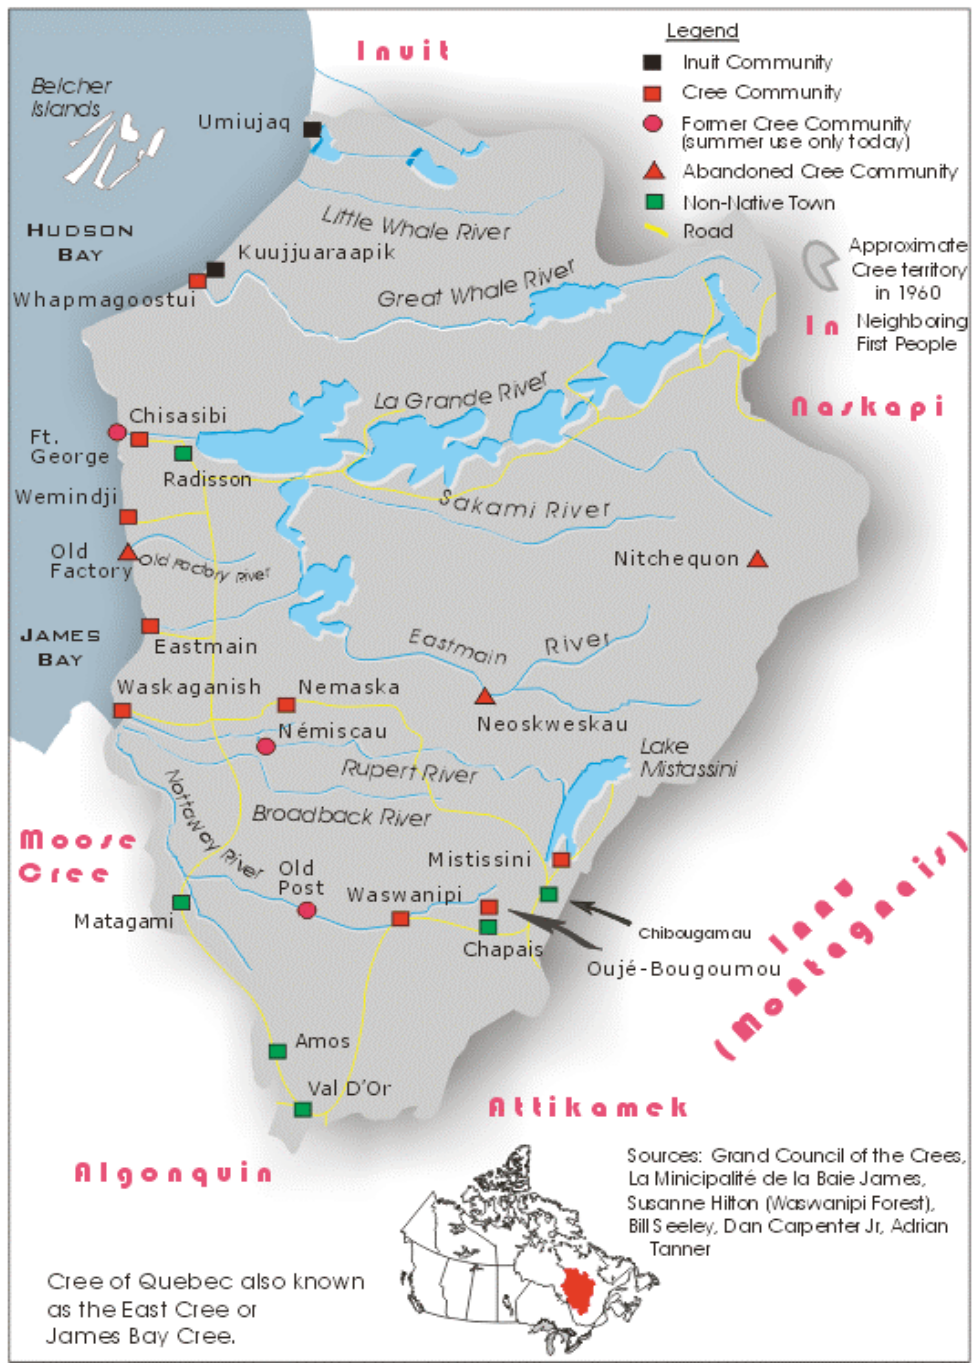 Inuit
Legend
Inuit Community
Cree Community
Former Cree Community
(summer use only today)
Abandoned Cree Community
Non-Native Town
Road
Approximate
Cree territory
in 1960
In
Neighboring
First People
Belcher
Islands
Umiujaq
Little Whale River
HUDSON
BAY
Kuujjuaraapik
Whapmagoostui
Great Whale River
La Grande River
Naskapi
Chisasibi
Ft.
George
Radisson
Wemindji
Sakami River
Old
Factory
Old Factory River
Nitchequon
JAMES
BAY
Eastmain
Eastmain River
Waskaganish
Nemaska
Neoskweskau
Némiscau
Lake
Mistassini
Rupert River
Nottaway River
Broadback River
Moose
Cree
Mistissini
Old
Post
Waswanipi
Matagami
Chapais
Chibougamau
Oujé-Bougoumou
Innu
(Montagnais)
Amos
Val D'Or
Attikamek
Algonquin
Sources: Grand Council of the Crees,
La Minicipalité de la Baie James,
Susanne Hilton (Waswanipi Forest),
Bill Seeley, Dan Carpenter Jr, Adrian
Tanner
Cree of Quebec also known
as the East Cree or
James Bay Cree.